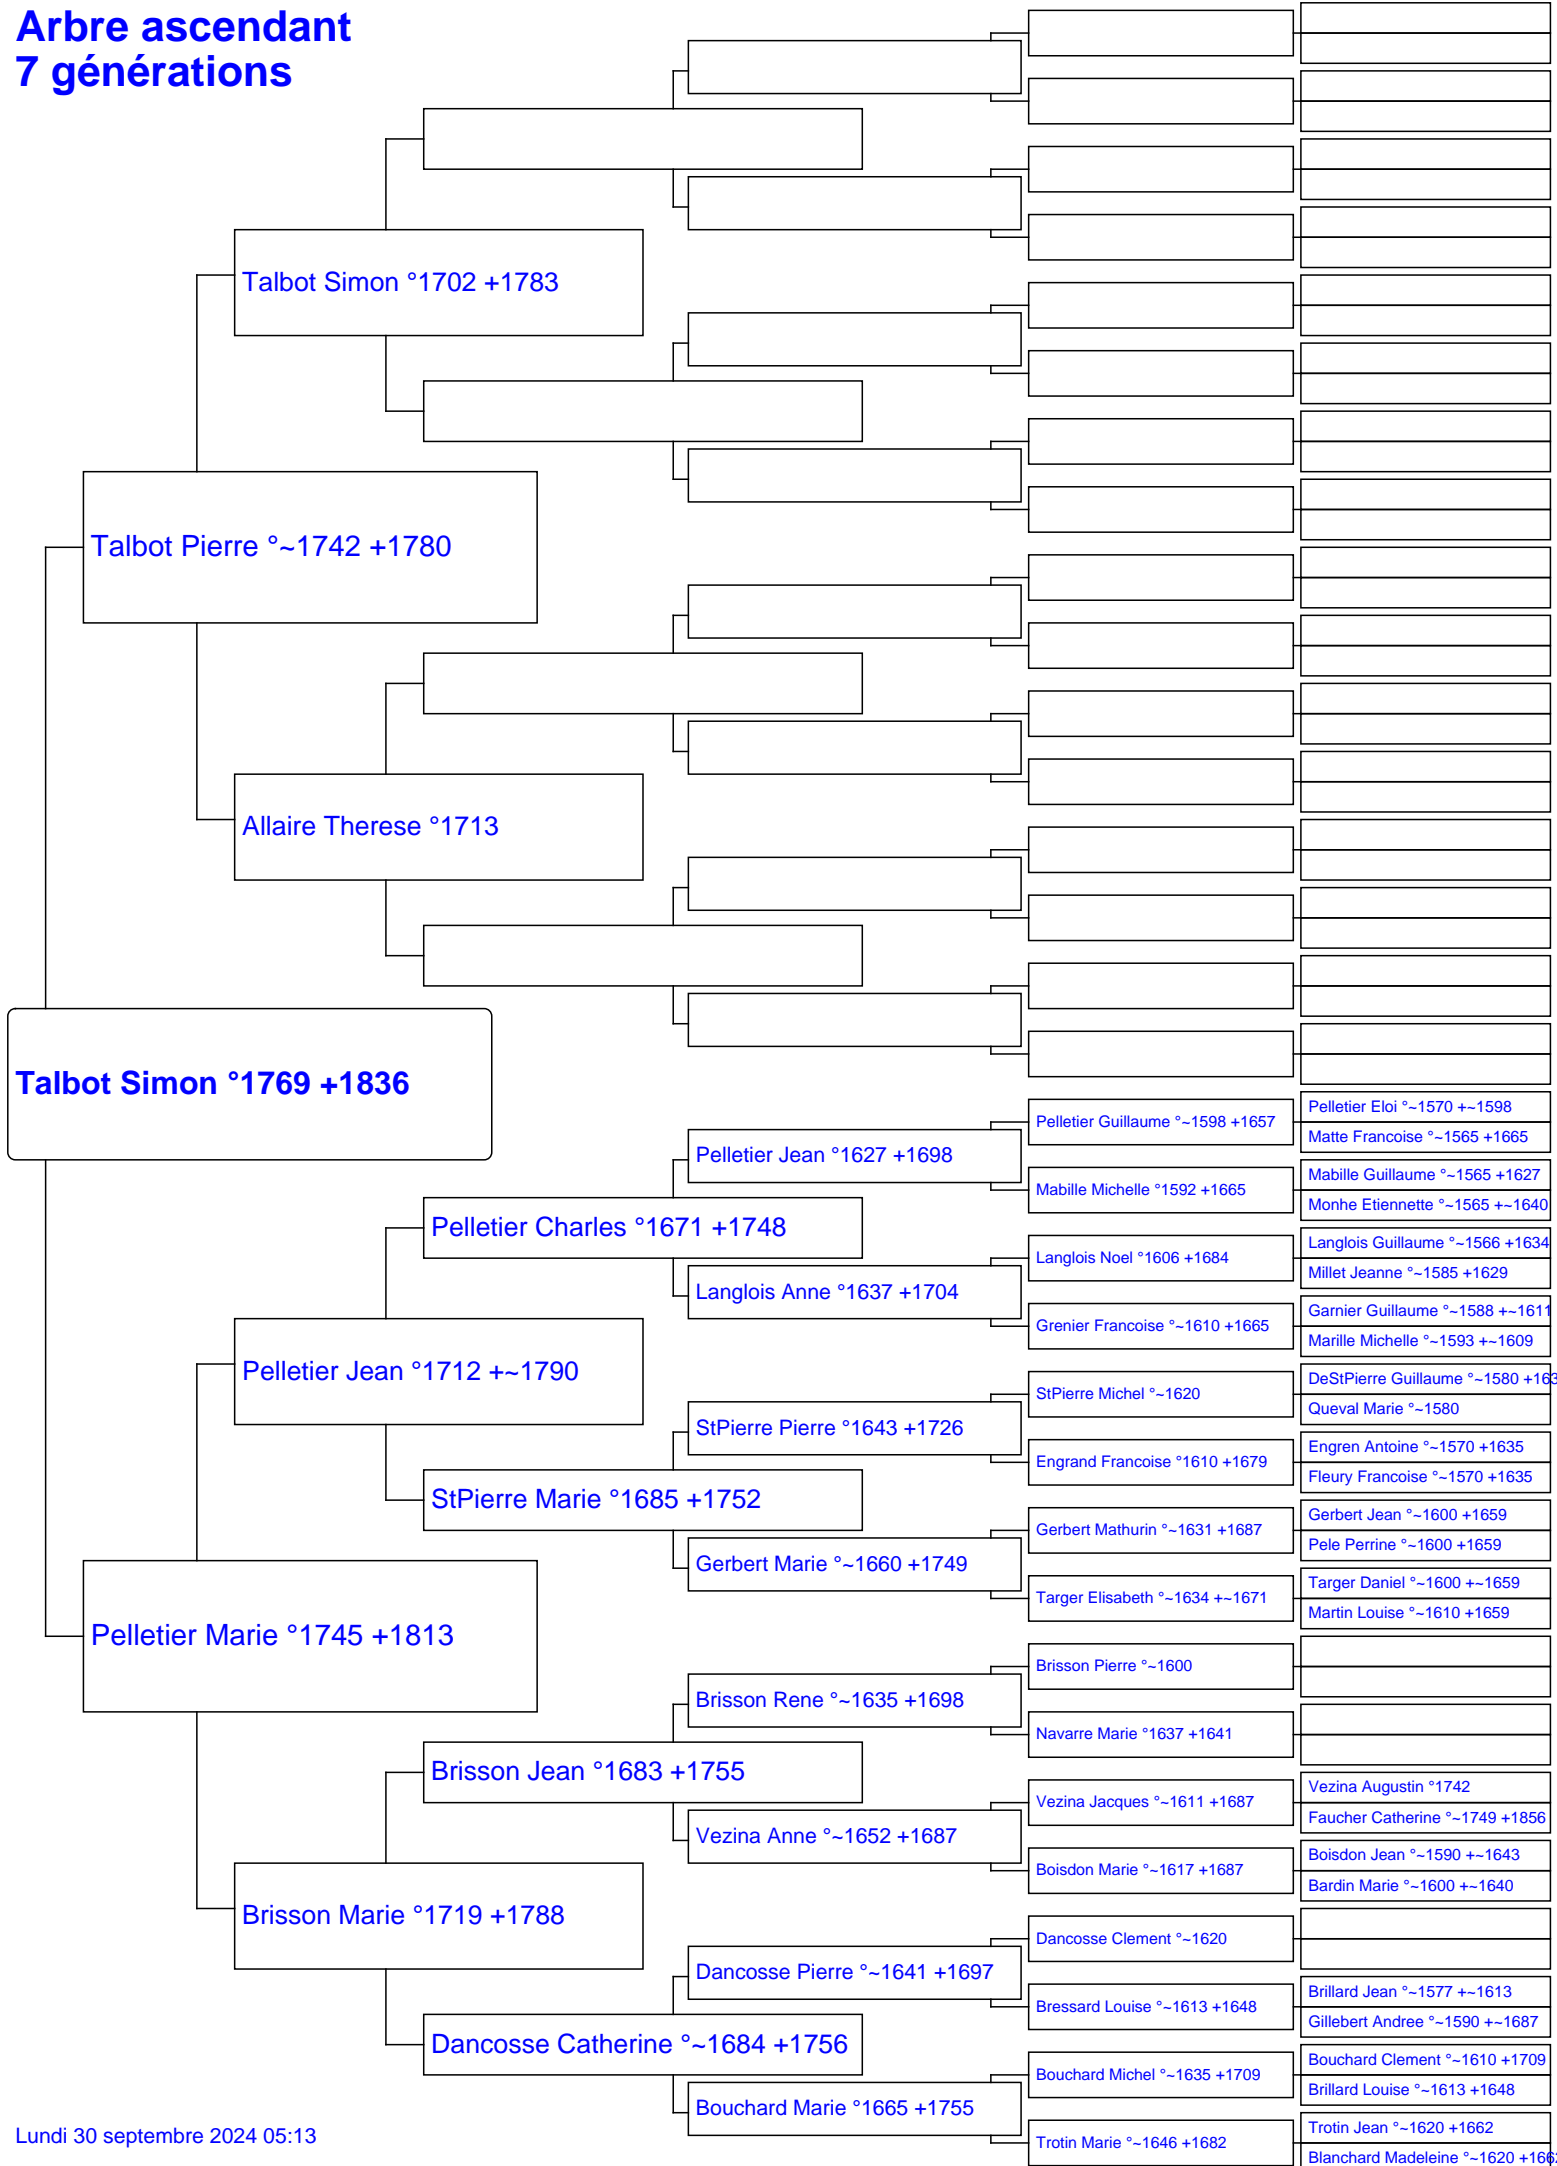 Arbre ascendant
7 générations
Talbot Simon °1702 +1783
Talbot Pierre °~1742 +1780
Allaire Therese °1713
Talbot Simon °1769 +1836
Pelletier Eloi °~1570 +~1598
Pelletier Guillaume °~1598 +1657
Matte Francoise °~1565 +1665
Pelletier Jean °1627 +1698
Mabille Guillaume °~1565 +1627
Mabille Michelle °1592 +1665
Monhe Etiennette °~1565 +~1640
Pelletier Charles °1671 +1748
Langlois Guillaume °~1566 +1634
Langlois Noel °1606 +1684
Millet Jeanne °~1585 +1629
Langlois Anne °1637 +1704
Garnier Guillaume °~1588 +~1611
Grenier Francoise °~1610 +1665
Marille Michelle °~1593 +~1609
Pelletier Jean °1712 +~1790
DeStPierre Guillaume °~1580 +163
StPierre Michel °~1620
Queval Marie °~1580
StPierre Pierre °1643 +1726
Engren Antoine °~1570 +1635
Engrand Francoise °1610 +1679
Fleury Francoise °~1570 +1635
StPierre Marie °1685 +1752
Gerbert Jean °~1600 +1659
Gerbert Mathurin °~1631 +1687
Pele Perrine °~1600 +1659
Gerbert Marie °~1660 +1749
Targer Daniel °~1600 +~1659
Targer Elisabeth °~1634 +~1671
Martin Louise °~1610 +1659
Pelletier Marie °1745 +1813
Brisson Pierre °~1600
Brisson Rene °~1635 +1698
Navarre Marie °1637 +1641
Brisson Jean °1683 +1755
Vezina Augustin °1742
Vezina Jacques °~1611 +1687
Faucher Catherine °~1749 +1856
Vezina Anne °~1652 +1687
Boisdon Jean °~1590 +~1643
Boisdon Marie °~1617 +1687
Bardin Marie °~1600 +~1640
Brisson Marie °1719 +1788
Dancosse Clement °~1620
Dancosse Pierre °~1641 +1697
Brillard Jean °~1577 +~1613
Bressard Louise °~1613 +1648
Gillebert Andree °~1590 +~1687
Dancosse Catherine °~1684 +1756
Bouchard Clement °~1610 +1709
Bouchard Michel °~1635 +1709
Brillard Louise °~1613 +1648
Bouchard Marie °1665 +1755
Trotin Jean °~1620 +1662
Trotin Marie °~1646 +1682
Blanchard Madeleine °~1620 +1662
Lundi 30 septembre 2024 05:13